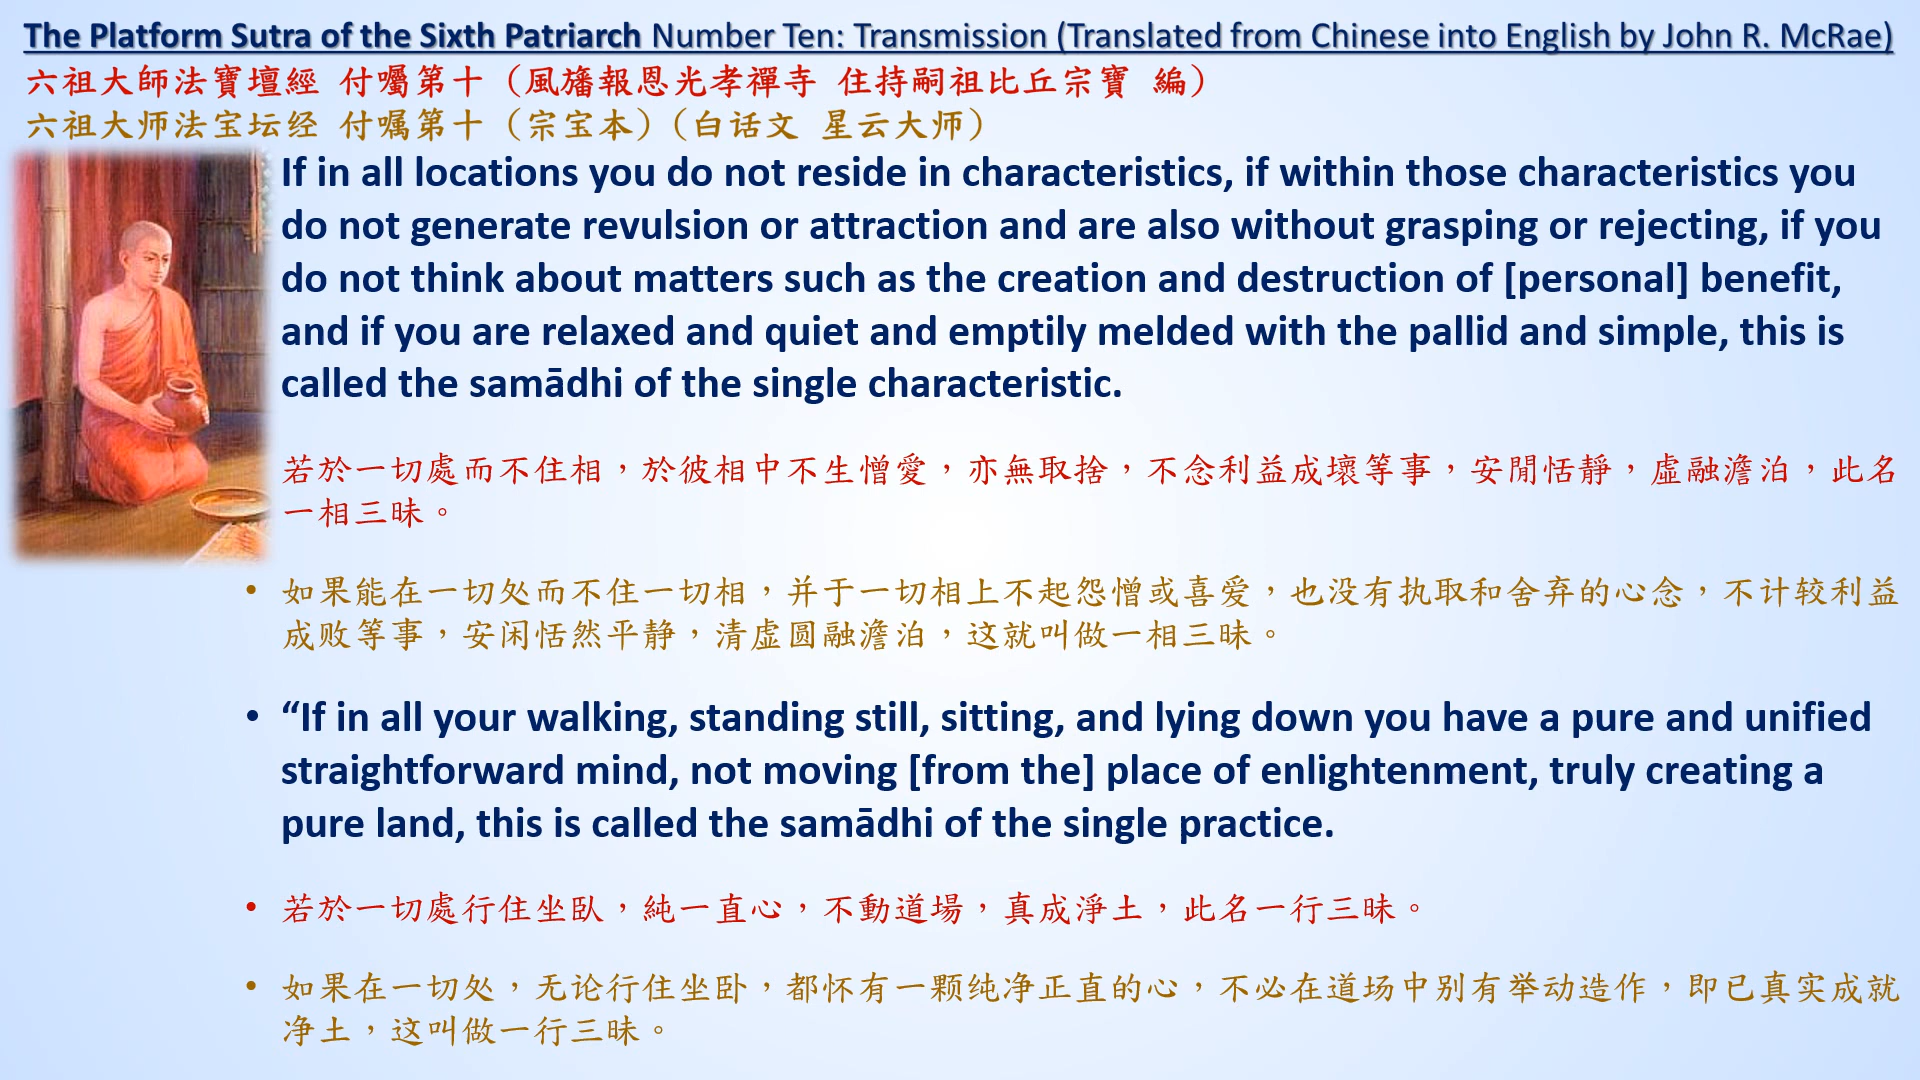 The Platform Sutra of the Sixth Patriarch Number Ten: Transmission (Translated from Chinese into English by John R. McRae)
六祖大師法寶壇經 付囑第十（風旛報恩光孝禪寺 住持嗣祖比丘宗寶 編）
六祖大师法宝坛经 付嘱第十（宗宝本）（白话文 星云大师）
If in all locations you do not reside in characteristics, if within those characteristics you
do not generate revulsion or attraction and are also without grasping or rejecting, if you
do not think about matters such as the creation and destruction of [personal] benefit,
and if you are relaxed and quiet and emptily melded with the pallid and simple, this is
called the samādhi of the single characteristic.
若於一切處而不住相，於彼相中不生憎愛，亦無取捨，不念利益成壞等事，安閒恬靜，虛融澹泊，此名
一相三昧。
• 如果能在一切处而不住一切相，并于一切相上不起怨憎或喜爱，也没有执取和舍弃的心念，不计较利益
成败等事，安闲恬然平静，清虚圆融澹泊，这就叫做一相三昧。
• “If in all your walking, standing still, sitting, and lying down you have a pure and unified
straightforward mind, not moving [from the] place of enlightenment, truly creating a
pure land, this is called the samādhi of the single practice.
• 若於一切處行住坐臥，純一直心，不動道場，真成淨土，此名一行三昧。
• 如果在一切处，无论行住坐卧，都怀有一颗纯净正直的心，不必在道场中别有举动造作，即已真实成就
净土，这叫做一行三昧。